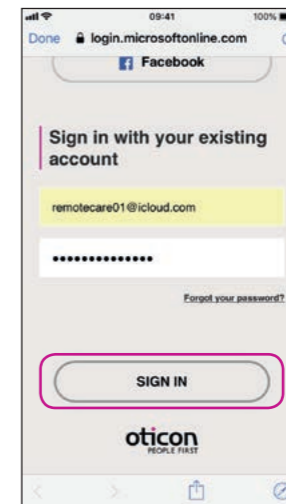 09:41
100%
Done login.microsoftonline.com
Facebook
Sign in with your existing
account
remotecare01@icloud.com
••••••••••••••
Forgot your password?
SIGN IN
oticon
PEOPLE FIRST